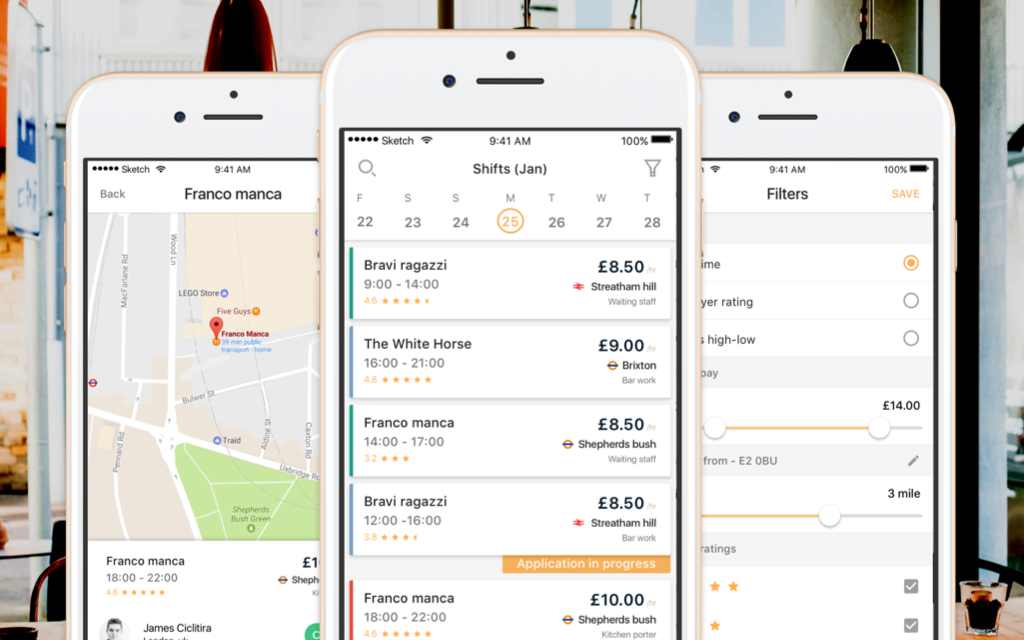 Sketch
9:41 AM
Back
Franco manca
MacFarlane Rd
Wood Ln
LEGO Store
Five Guys
Franco Manca
39 min public
transport - home
Bulwer St
Pennard Rd
Traid
Aldine St
Caxton Rd
Uxbridge Road
Shepherds
Bush Green
Franco manca
18:00 - 22:00
4.6
James Ciclitira
Sketch
9:41 AM
100%
Shifts (Jan)
F S S M T W T
22 23 24 25 26 27 28
Bravi ragazzi
£8.50 /hr
9:00 - 14:00
Streatham hill
4.6
Waiting staff
The White Horse
£9.00 /hr
16:00 - 21:00
Brixton
4.8
Bar work
Franco manca
£8.50 /hr
14:00 - 17:00
Shepherds bush
3.2
Waiting staff
Bravi ragazzi
£8.50 /hr
12:00 -16:00
Streatham hill
3.8
Bar work
Application in progress
Franco manca
£10.00 /hr
18:00 - 22:00
Shepherds bush
4.6
Kitchen porter
9:41 AM
100%
Filters
SAVE
ime
yer rating
s high-low
pay
£14.00
from - E2 0BU
3 mile
ratings